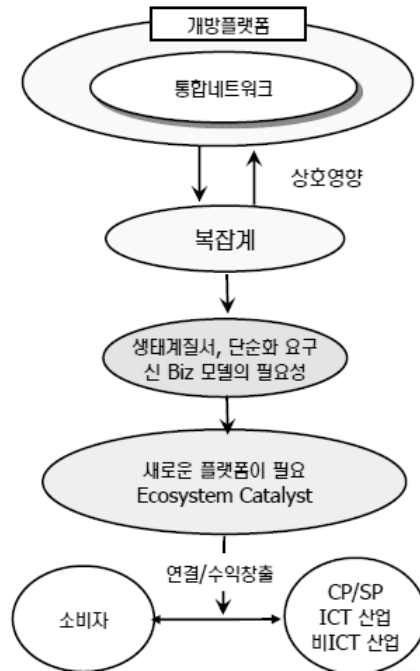 개방플랫폼
통합네트워크
상호영향
복잡계
생태계질서, 단순화 요구
신 Biz 모델의 필요성
새로운 플랫폼이 필요
Ecosystem Catalyst
연결/수익창출
소비자
CP/SP
ICT 산업
비ICT 산업